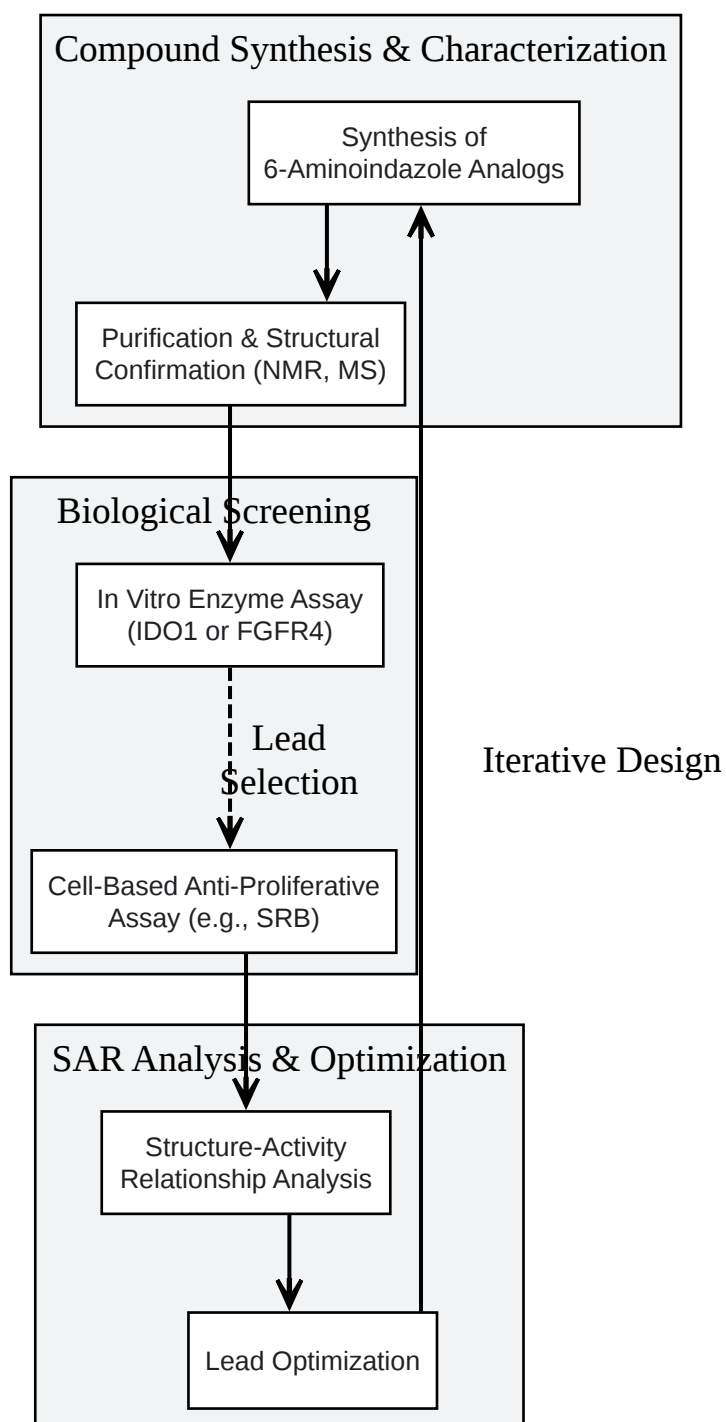 Compound Synthesis & Characterization
Synthesis of
6-Aminoindazole Analogs
Purification & Structural
Confirmation (NMR, MS)
Biological Screening
In Vitro Enzyme Assay
(IDO1 or FGFR4)
Lead
Selection
Iterative Design
Cell-Based Anti-Proliferative
Assay (e.g., SRB)
SAR Analysis & Optimization
Structure-Activity
Relationship Analysis
Lead Optimization